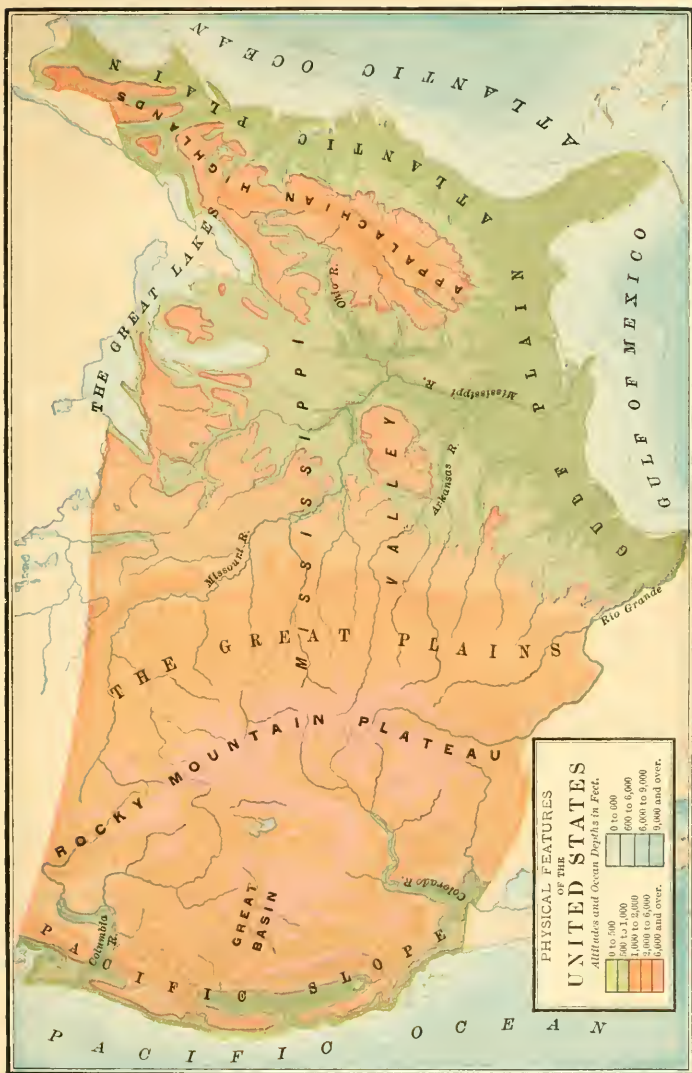 ATLANTIC OCEAN
ATLANTIC PLAIN
APPALACHIAN HIGHLANDS
THE GREAT LAKES
Ohio R.
MISSISSIPPI
VALLEY
Mississippi R.
GUDE PLAIN
GULF OF MEXICO
Arkansas R.
Missouri R.
THE GREAT PLAINS
Rio Grande
ROCKY MOUNTAIN PLATEAU
GREAT
BASIN
Colorado R.
Columbia
R.
PACIFIC SLOPE
PACIFIC OCEAN
PHYSICAL FEATURES
OF THE
UNITED STATES
Altitudes and Ocean Depths in Feet.
0 to 500
500 to 1,000
1,000 to 2,000
2,000 to 6,000
6,000 and over.
0 to 600
600 to 6,000
6,000 to 9,000
9,000 and over.